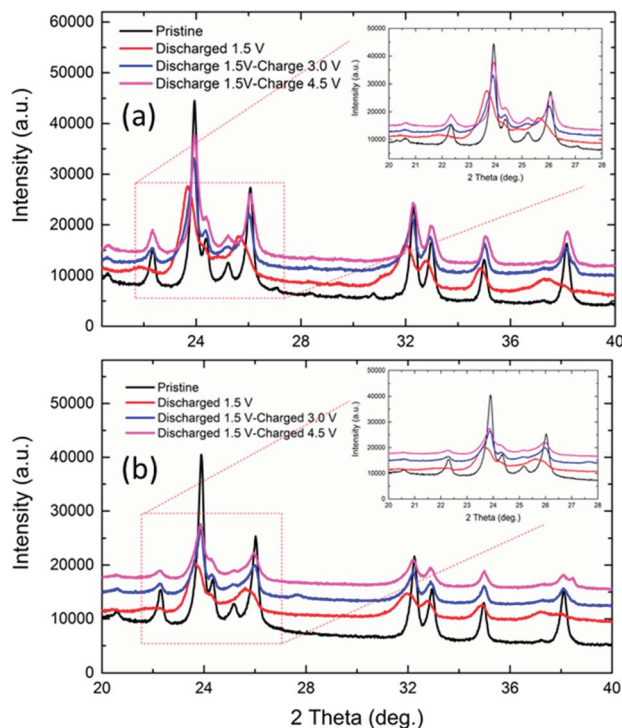 Pristine
Discharged 1.5 V
Discharge 1.5V-Charge 3.0 V
Discharge 1.5V-Charge 4.5 V
(a)
Intensity (a.u.)
60000
50000
40000
30000
20000
10000
0
24 28 32 36 40
Intensity (a.u.)
50000
40000
30000
20000
10000
0
20 21 22 23 24 25 26 27 28
2 Theta (deg.)
Pristine
Discharged 1.5 V
Discharged 1.5 V-Charged 3.0 V
Discharged 1.5 V-Charged 4.5 V
(b)
Intensity (a.u.)
50000
40000
30000
20000
10000
0
20 24 28 32 36 40
2 Theta (deg.)
Intensity (a.u.)
50000
40000
30000
20000
10000
0
20 21 22 23 24 25 26 27 28
2 Theta (deg.)